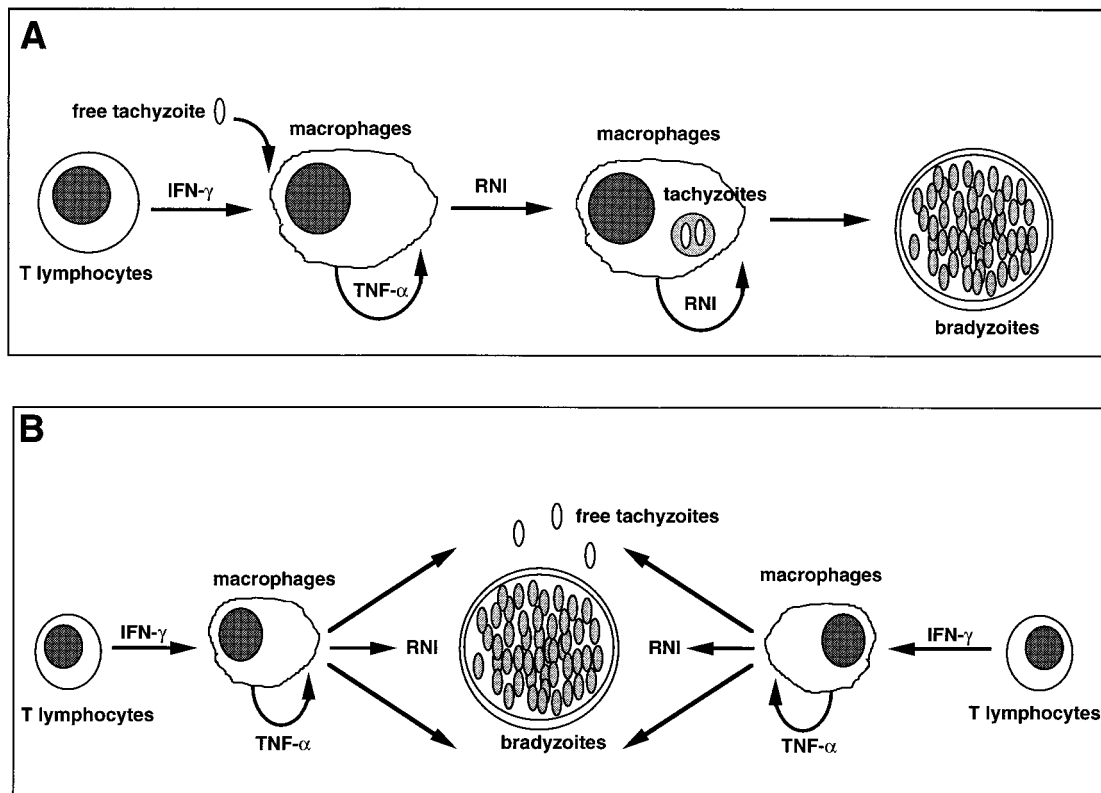 A
free tachyzoite
macrophages
macrophages
IFN-γ
RNI
tachyzoites
T lymphocytes
TNF-α
RNI
bradyzoites
B
free tachyzoites
macrophages
macrophages
IFN-γ
RNI
RNI
IFN-γ
T lymphocytes
T lymphocytes
TNF-α
bradyzoites
TNF-α